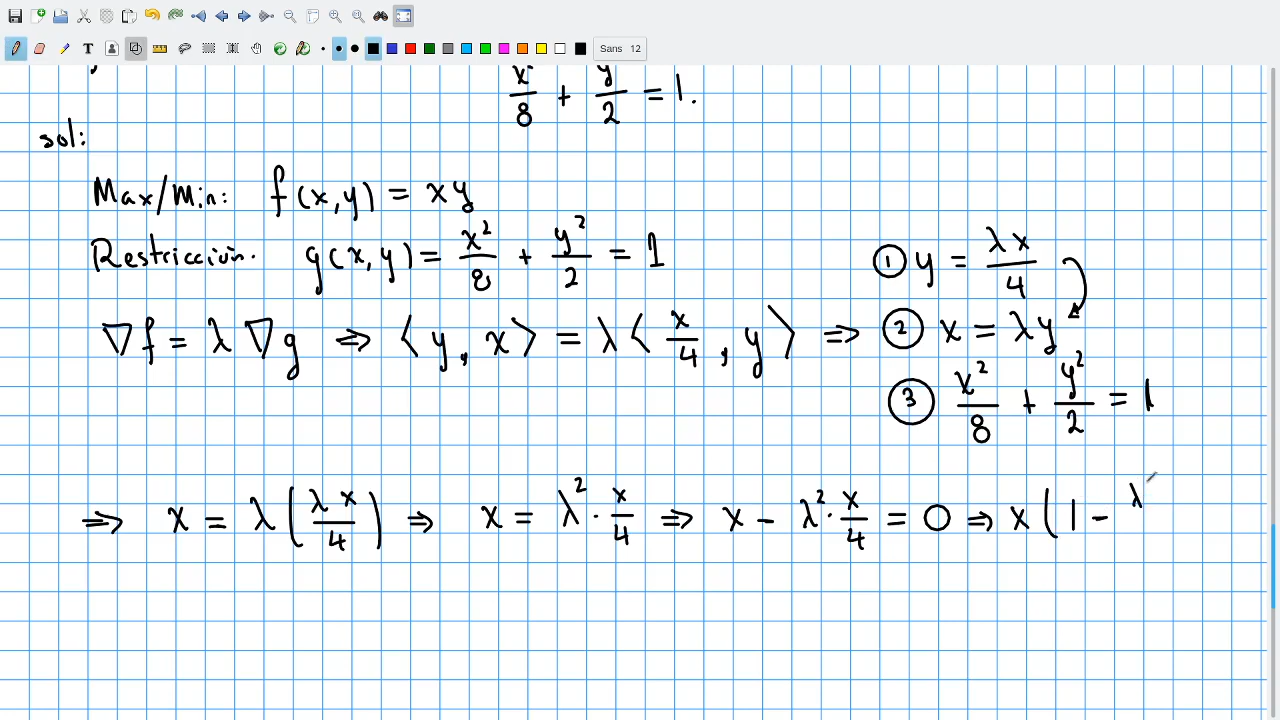 Sans 12
x²/8 + y²/2 = 1.
sol:
Max/Min: f(x,y) = xy
Restricción. g(x,y) = x²/8 + y²/2 = 1
① y = λx/4
∇f = λ∇g ⇒ ⟨y, x⟩ = λ⟨x/4, y⟩ ⇒ ② x = λy
③ x²/8 + y²/2 = 1
⇒ x = λ(λx/4) ⇒ x = λ² · x/4 ⇒ x − λ² · x/4 = 0 ⇒ x(1 − λ